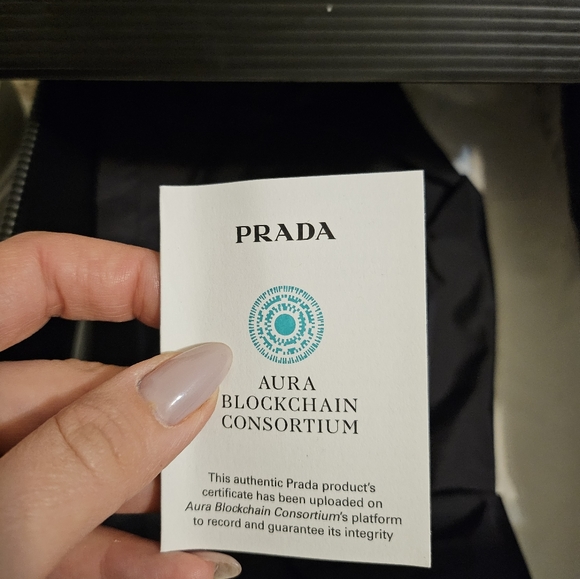 PRADA
AURA
BLOCKCHAIN
CONSORTIUM
This authentic Prada product's
certificate has been uploaded on
Aura Blockchain Consortium's platform
to record and guarantee its integrity